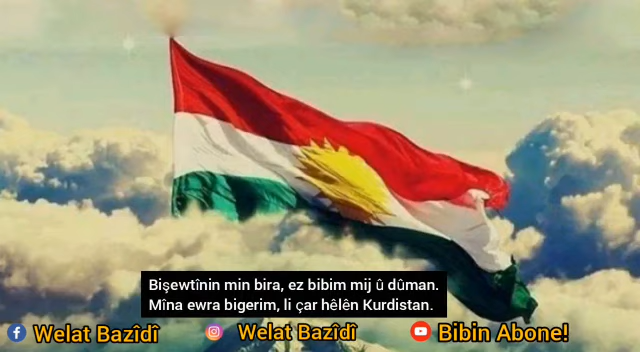 Bişewtînin min bira, ez bibim mij û dûman.
Mîna ewra bigerim, li çar hêlên Kurdistan.
Welat Bazîdî Welat Bazîdî Bibin Abone!